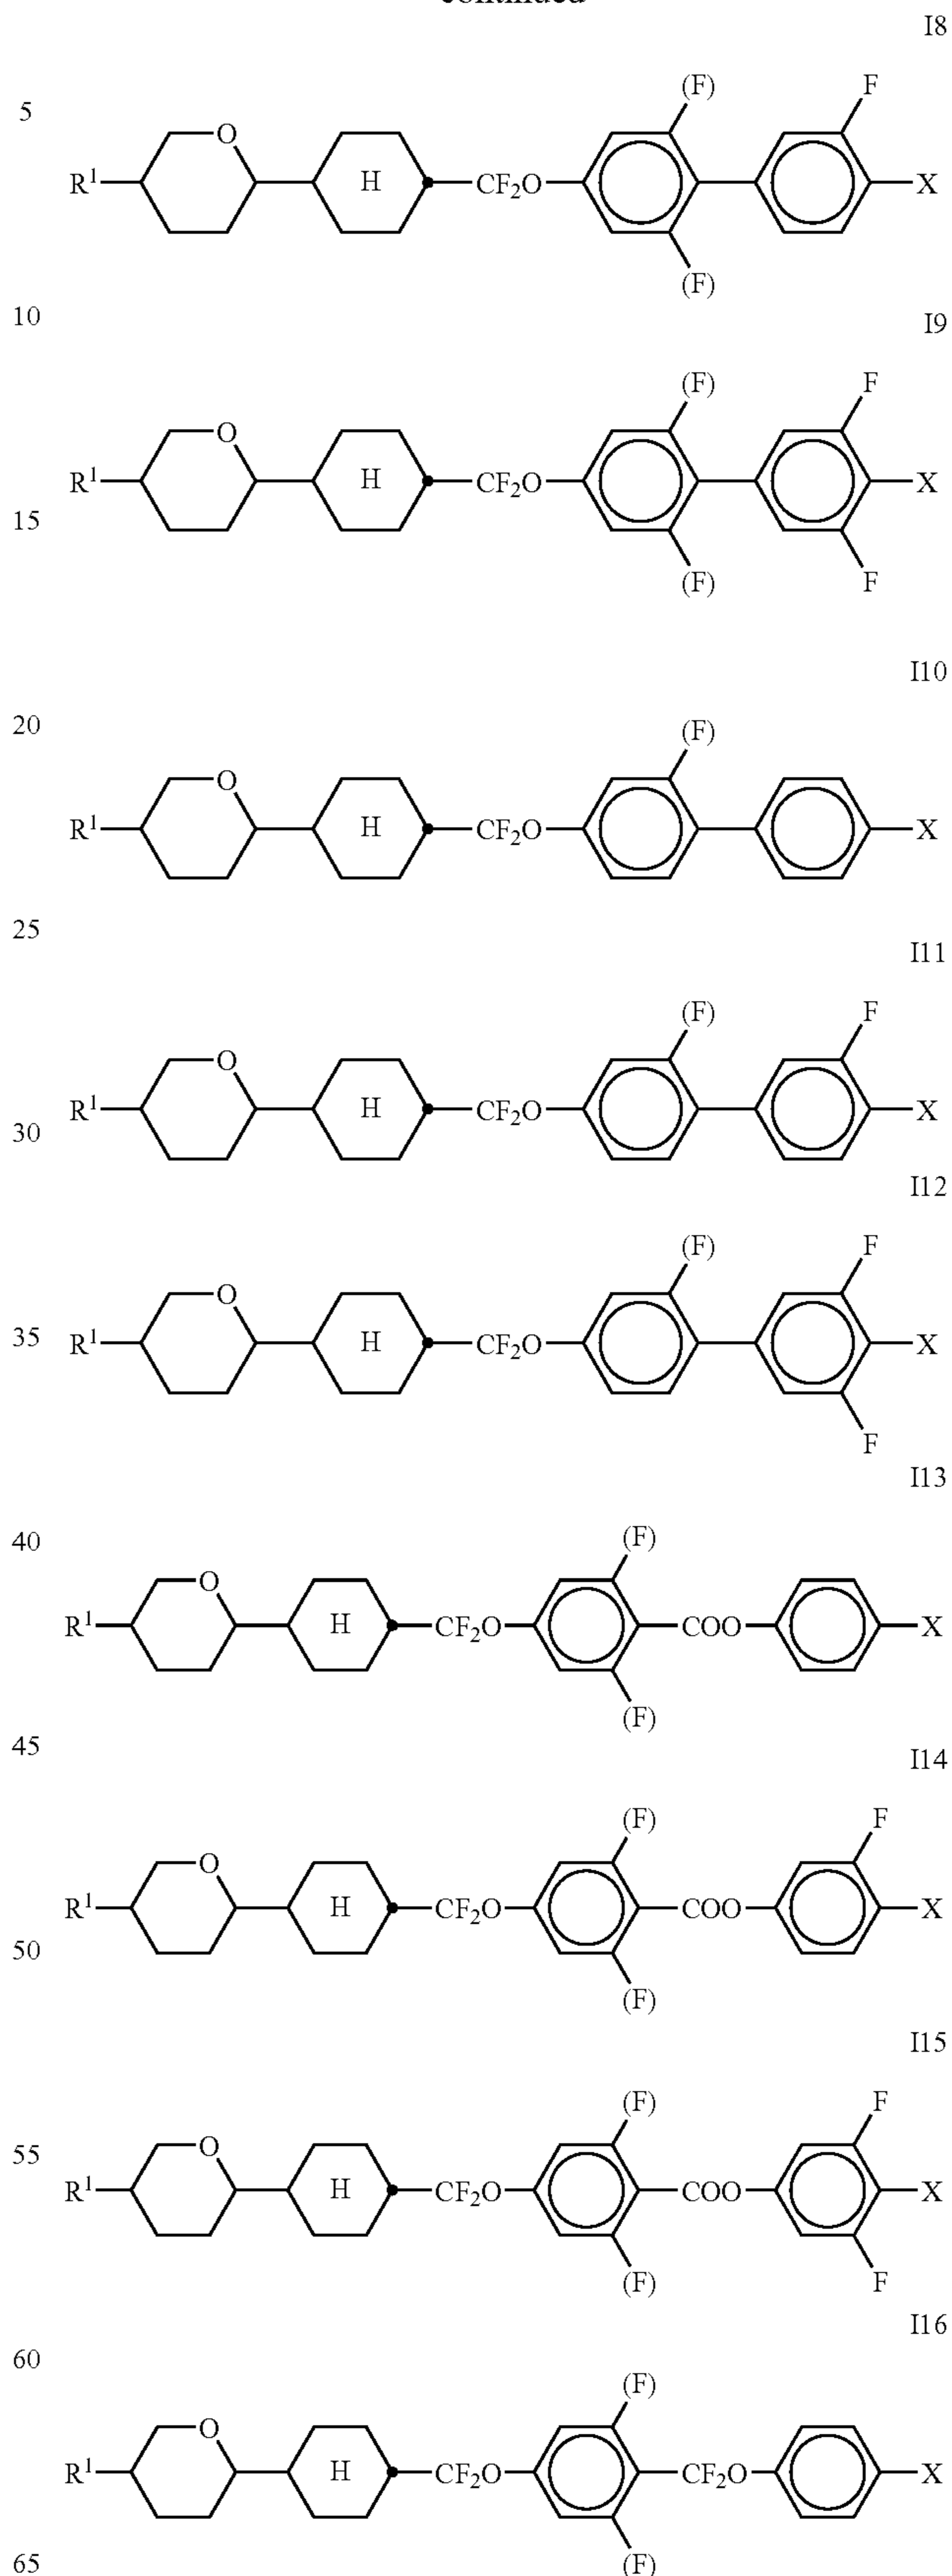 continued
I8
(F) F
5
O
R¹ H CF₂O X
(F)
10
I9
(F) F
O
R¹ H CF₂O X
15
(F) F
I10
20
(F)
O
R¹ H CF₂O X
25
I11
(F) F
O
R¹ H CF₂O X
30
I12
(F) F
O
35
R¹ H CF₂O X
F
I13
40
(F)
O
R¹ H CF₂O COO X
(F)
45
I14
(F) F
O
R¹ H CF₂O COO X
50
(F)
I15
(F) F
55
O
R¹ H CF₂O COO X
(F) F
I16
60
(F)
O
R¹ H CF₂O CF₂O X
(F)
65